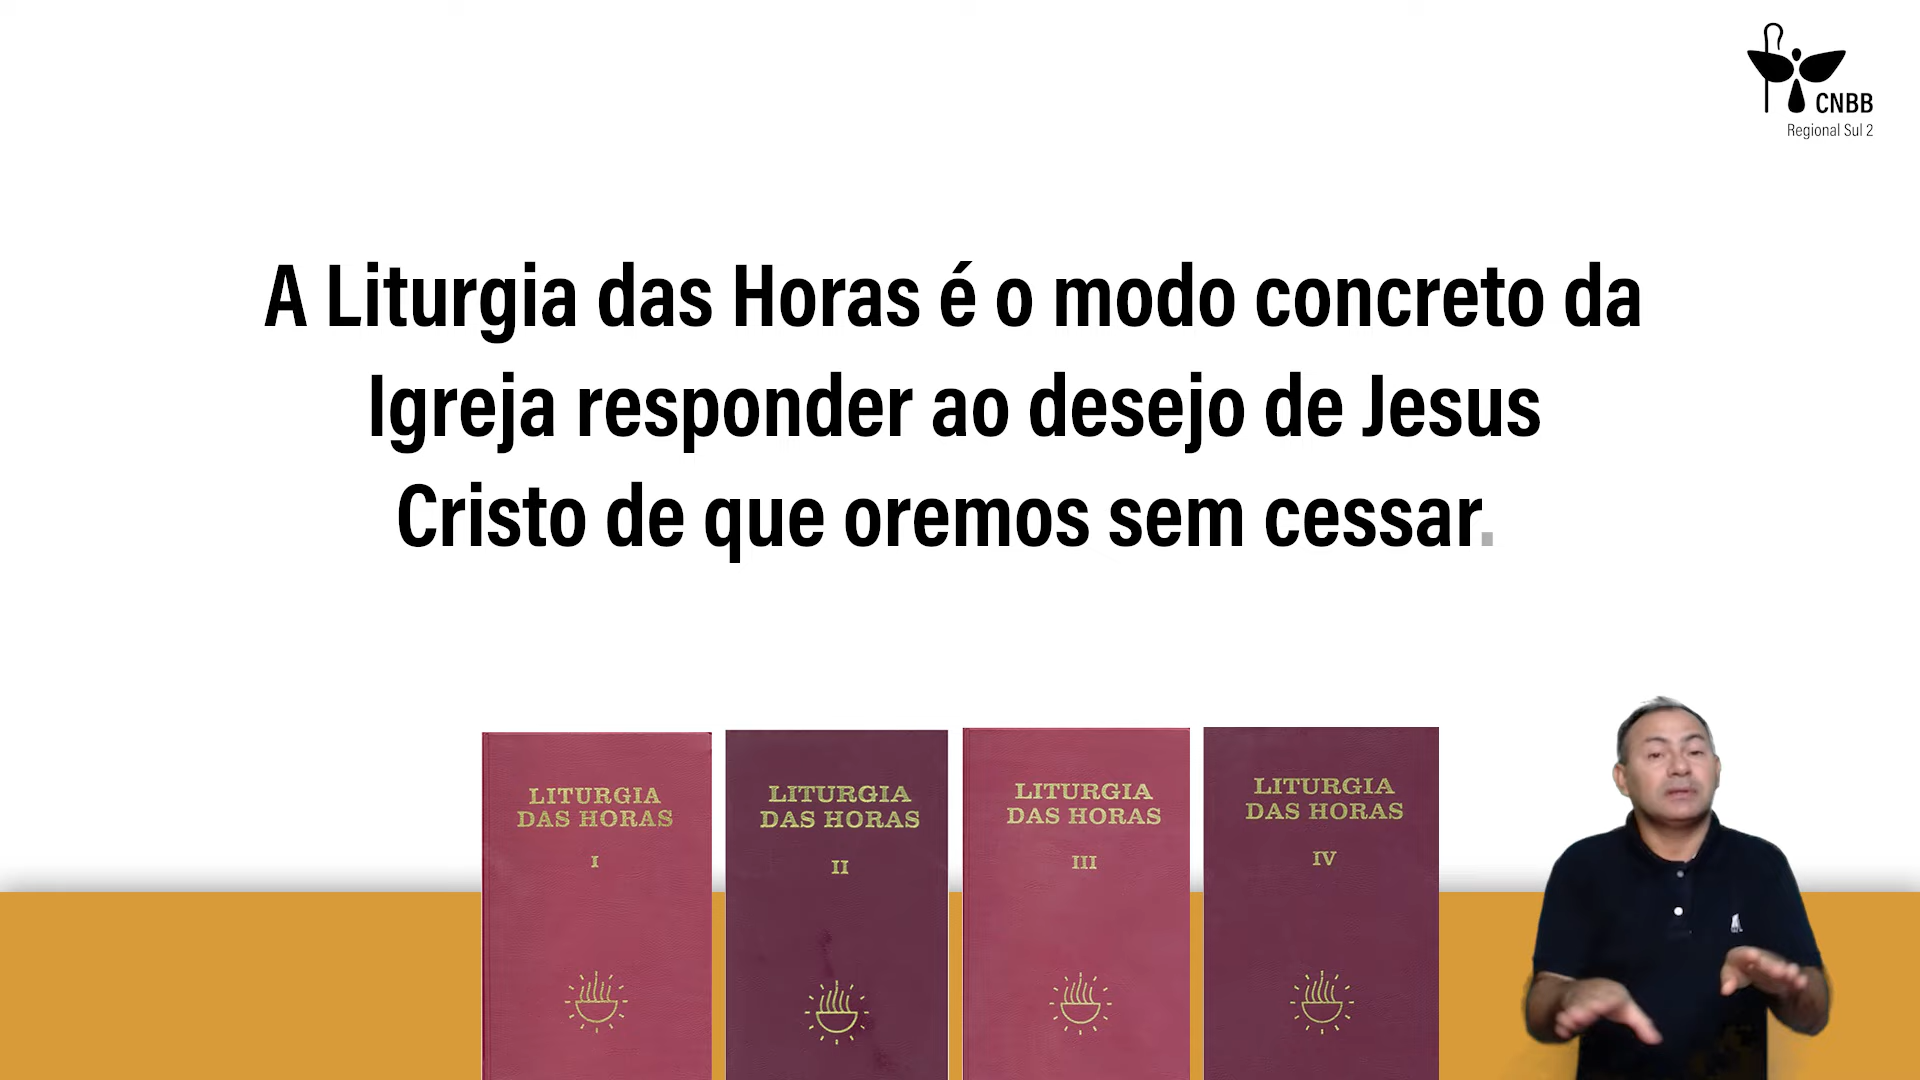 CNBB
Regional Sul 2
A Liturgia das Horas é o modo concreto da
Igreja responder ao desejo de Jesus
Cristo de que oremos sem cessar.
LITURGIA
DAS HORAS
I
LITURGIA
DAS HORAS
II
LITURGIA
DAS HORAS
III
LITURGIA
DAS HORAS
IV